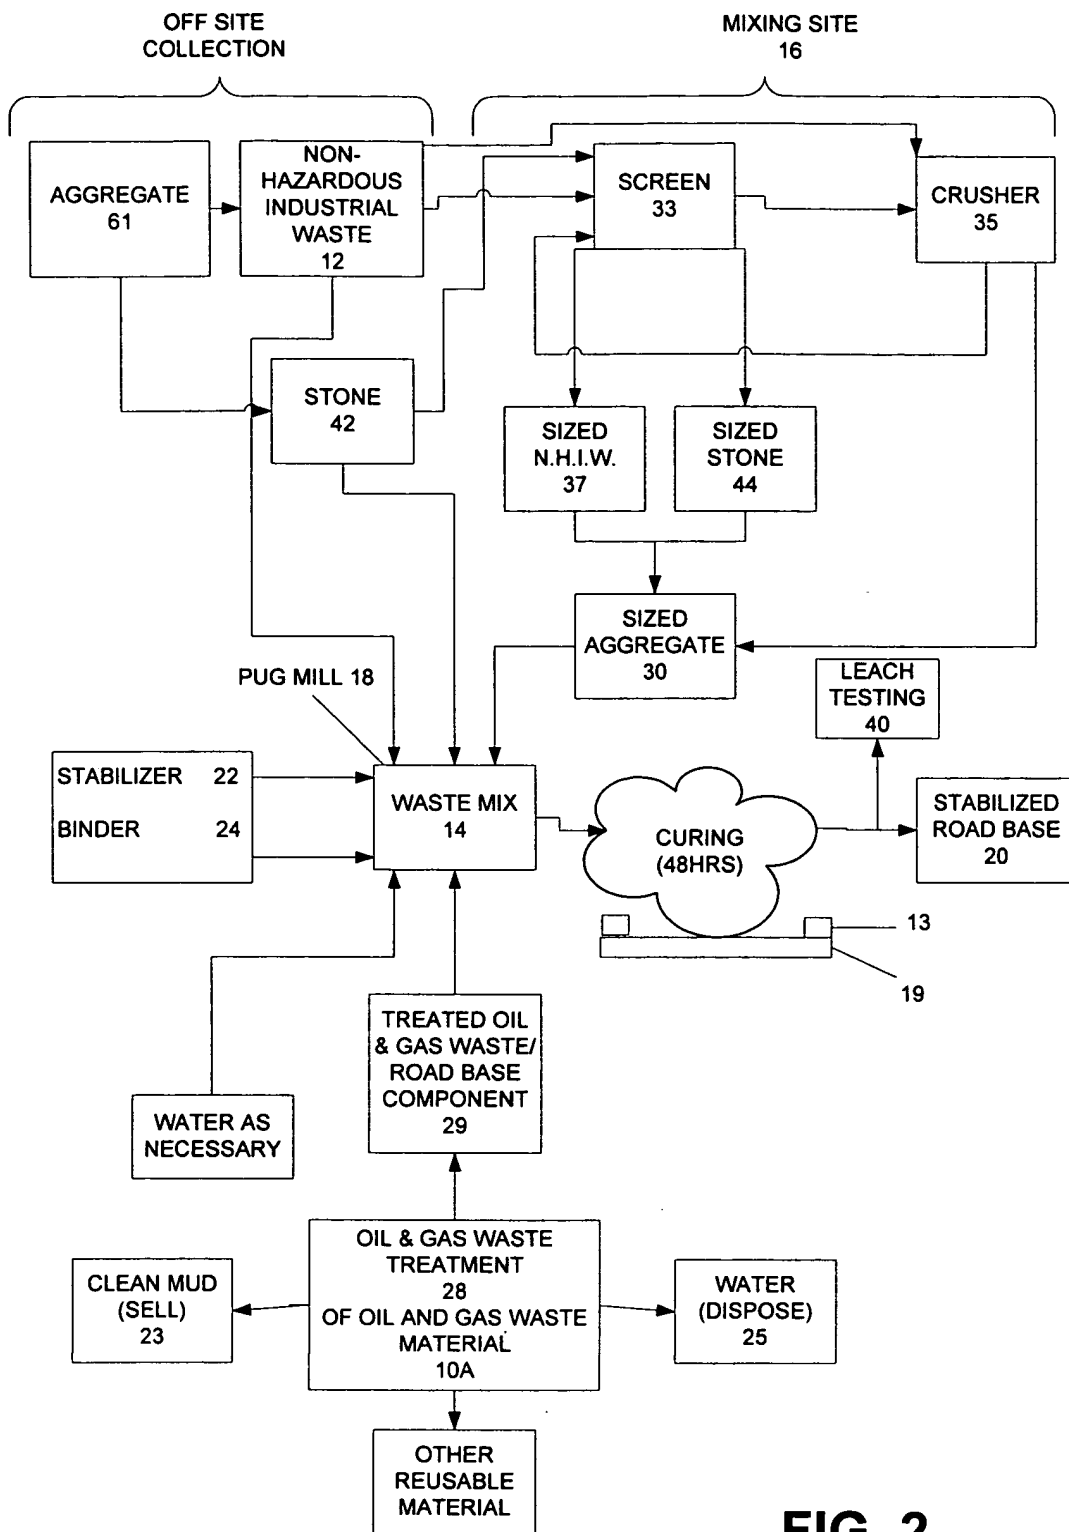 OFF SITE
COLLECTION
MIXING SITE
16
AGGREGATE
61
NON-
HAZARDOUS
INDUSTRIAL
WASTE
12
SCREEN
33
CRUSHER
35
STONE
42
SIZED
N.H.I.W.
37
SIZED
STONE
44
SIZED
AGGREGATE
30
PUG MILL 18
LEACH
TESTING
40
STABILIZER 22
BINDER 24
WASTE MIX
14
CURING
(48HRS)
STABILIZED
ROAD BASE
20
13
19
TREATED OIL
& GAS WASTE/
ROAD BASE
COMPONENT
29
WATER AS
NECESSARY
OIL & GAS WASTE
TREATMENT
28
OF OIL AND GAS WASTE
MATERIAL
10A
CLEAN MUD
(SELL)
23
WATER
(DISPOSE)
25
OTHER
REUSABLE
MATERIAL
FIG. 2